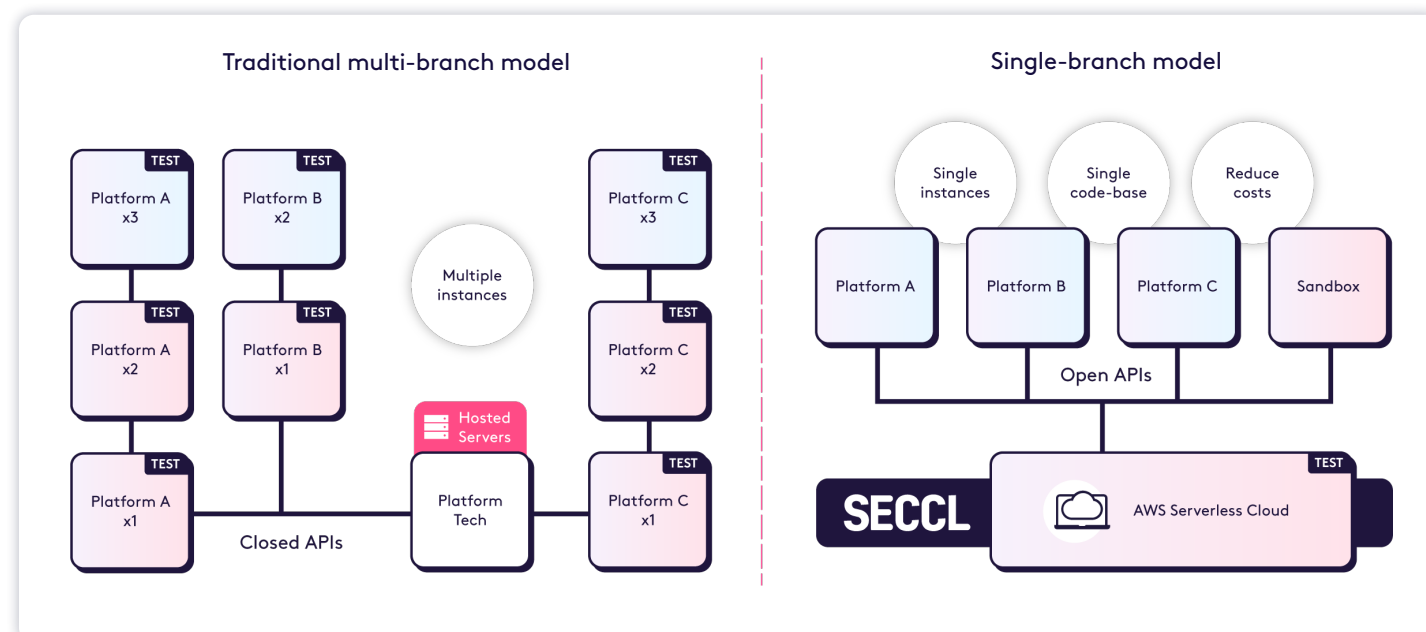 Traditional multi-branch model
TEST
Platform A
x3
TEST
Platform B
x2
TEST
Platform C
x3
Multiple
instances
TEST
Platform A
x2
TEST
Platform B
x1
TEST
Platform C
x2
Hosted
Servers
TEST
Platform A
x1
Platform
Tech
TEST
Platform C
x1
Closed APIs
Single-branch model
Single
instances
Single
code-base
Reduce
costs
Platform A
Platform B
Platform C
Sandbox
Open APIs
SECCL
TEST
AWS Serverless Cloud